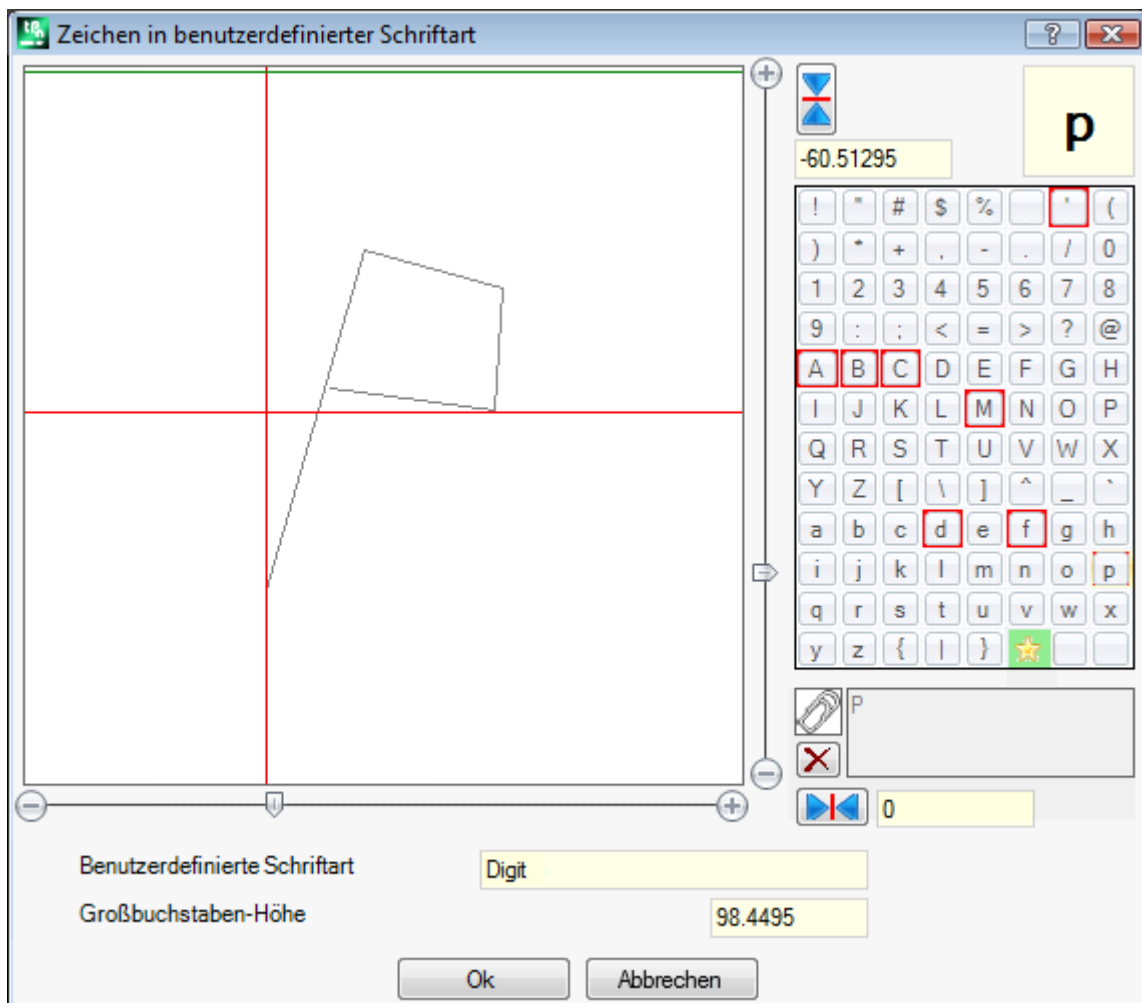 Zeichen in benutzerdefinierter Schriftart
?
p
-60.51295
! " # $ % ' (
) * + , - . / 0
1 2 3 4 5 6 7 8
9 : ; < = > ? @
A B C D E F G H
I J K L M N O P
Q R S T U V W X
Y Z [ \ ] ^ _ `
a b c d e f g h
i j k l m n o p
q r s t u v w x
y z { | }
P
0
Benutzerdefinierte Schriftart Digit
Großbuchstaben-Höhe 98.4495
Ok Abbrechen